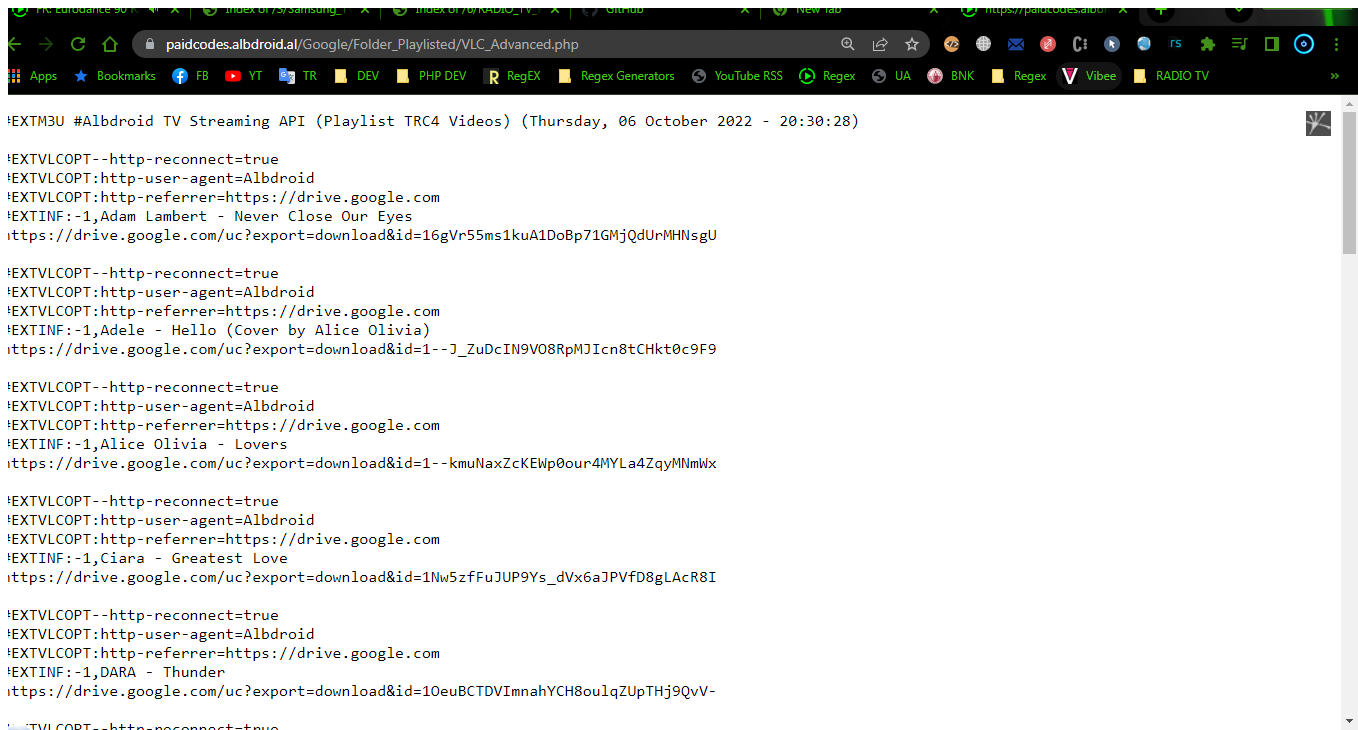 FR: Eurodance 90
Index of /3/Samsung_
Index of /6/RADIO_TV_
GitHub
New Tab
https://paidcodes.albdr
paidcodes.albdroid.al/Google/Folder_Playlisted/VLC_Advanced.php
Apps Bookmarks FB YT TR DEV PHP DEV RegEX Regex Generators YouTube RSS Regex UA BNK Regex Vibee RADIO TV »
#EXTM3U #Albdroid TV Streaming API (Playlist TRC4 Videos) (Thursday, 06 October 2022 - 20:30:28)
#EXTVLCOPT--http-reconnect=true
#EXTVLCOPT:http-user-agent=Albdroid
#EXTVLCOPT:http-referrer=https://drive.google.com
#EXTINF:-1,Adam Lambert - Never Close Our Eyes
https://drive.google.com/uc?export=download&id=16gVr55ms1kuA1DoBp71GMjQdUrMHNsgU
#EXTVLCOPT--http-reconnect=true
#EXTVLCOPT:http-user-agent=Albdroid
#EXTVLCOPT:http-referrer=https://drive.google.com
#EXTINF:-1,Adele - Hello (Cover by Alice Olivia)
https://drive.google.com/uc?export=download&id=1--J_ZuDcIN9VO8RpMJIcn8tCHkt0c9F9
#EXTVLCOPT--http-reconnect=true
#EXTVLCOPT:http-user-agent=Albdroid
#EXTVLCOPT:http-referrer=https://drive.google.com
#EXTINF:-1,Alice Olivia - Lovers
https://drive.google.com/uc?export=download&id=1--kmuNaxZcKEWp0our4MYLa4ZqyMNmWx
#EXTVLCOPT--http-reconnect=true
#EXTVLCOPT:http-user-agent=Albdroid
#EXTVLCOPT:http-referrer=https://drive.google.com
#EXTINF:-1,Ciara - Greatest Love
https://drive.google.com/uc?export=download&id=1Nw5zfFuJUP9Ys_dVx6aJPVfD8gLAcR8I
#EXTVLCOPT--http-reconnect=true
#EXTVLCOPT:http-user-agent=Albdroid
#EXTVLCOPT:http-referrer=https://drive.google.com
#EXTINF:-1,DARA - Thunder
https://drive.google.com/uc?export=download&id=1OeuBCTDVImnahYCH8oulqZUpTHj9QvV-
#EXTVLCOPT--http-reconnect=true